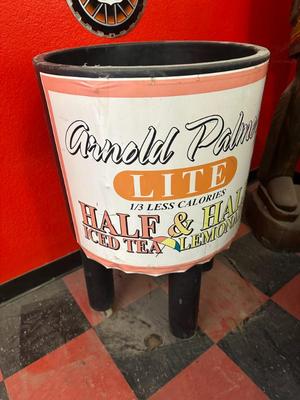 Arnold Palme
LITE
1/3 LESS CALORIES
HALF & HAL
ICED TEA LEMON